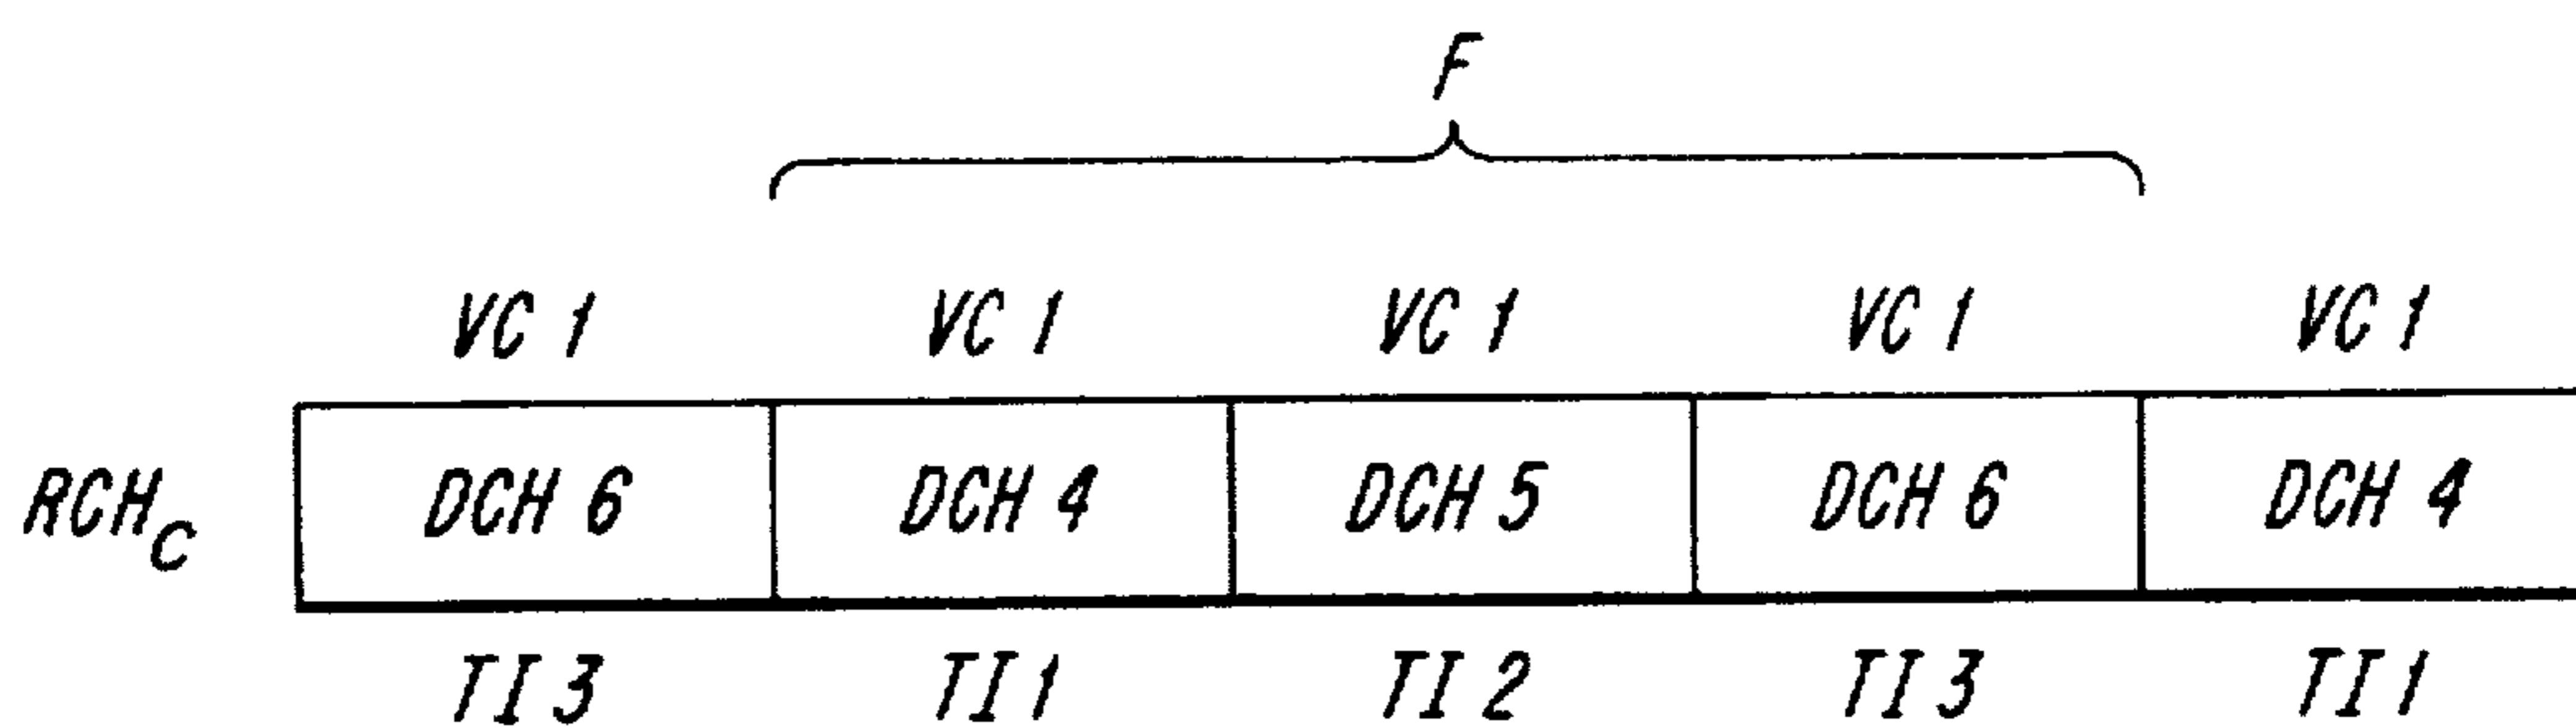 F
VC 1 VC 1 VC 1 VC 1 VC 1
RCH_C DCH 6 DCH 4 DCH 5 DCH 6 DCH 4
TI 3 TI 1 TI 2 TI 3 TI 1